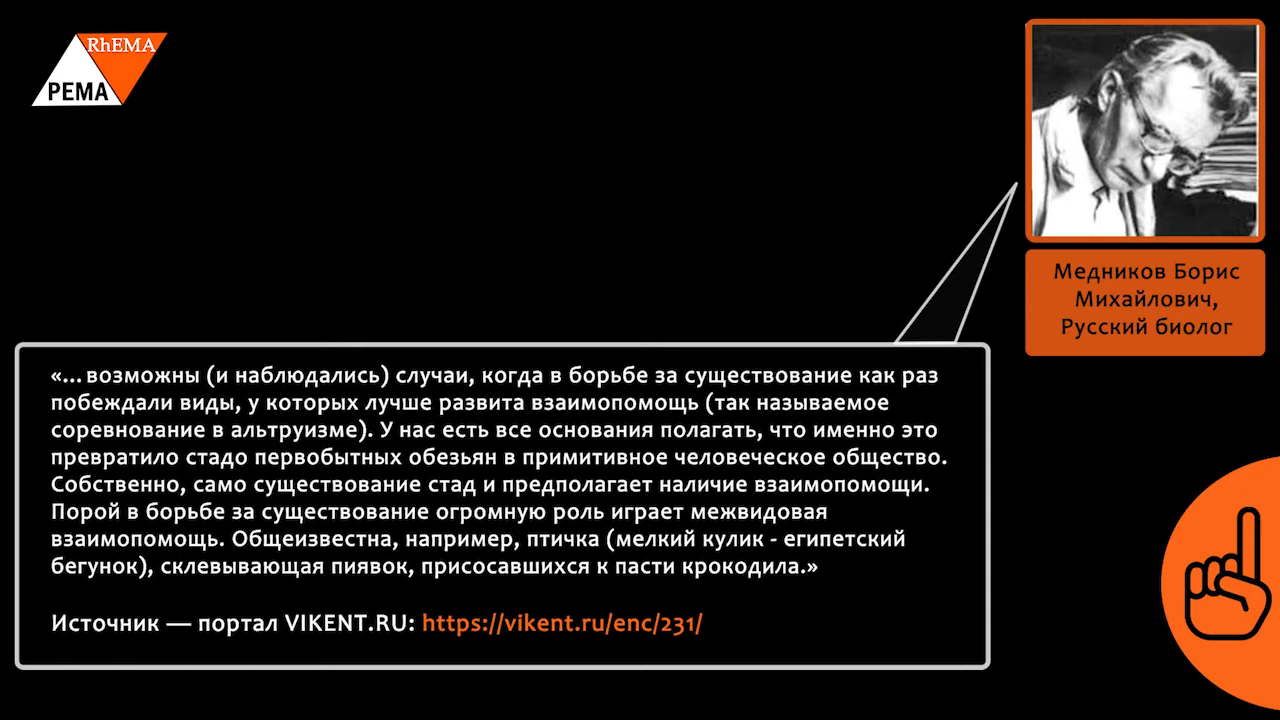 RhEMA
РЕМА
Медников Борис
Михайлович,
Русский биолог
«... возможны (и наблюдались) случаи, когда в борьбе за существование как раз
побеждали виды, у которых лучше развита взаимопомощь (так называемое
соревнование в альтруизме). У нас есть все основания полагать, что именно это
превратило стадо первобытных обезьян в примитивное человеческое общество.
Собственно, само существование стад и предполагает наличие взаимопомощи.
Порой в борьбе за существование огромную роль играет межвидовая
взаимопомощь. Общеизвестна, например, птичка (мелкий кулик - египетский
бегунок), склевывающая пиявок, присосавшихся к пасти крокодила.»
Источник — портал VIKENT.RU: https://vikent.ru/enc/231/